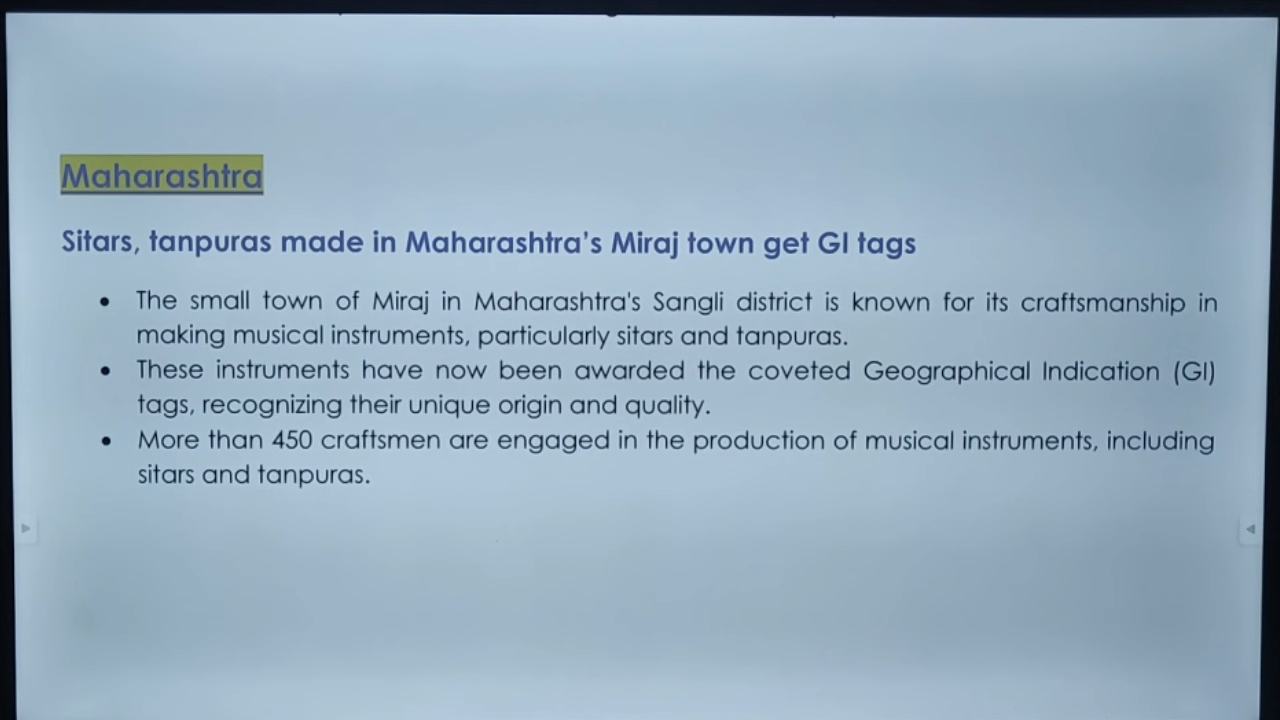 Maharashtra
Sitars, tanpuras made in Maharashtra's Miraj town get GI tags
• The small town of Miraj in Maharashtra's Sangli district is known for its craftsmanship in
making musical instruments, particularly sitars and tanpuras.
• These instruments have now been awarded the coveted Geographical Indication (GI)
tags, recognizing their unique origin and quality.
• More than 450 craftsmen are engaged in the production of musical instruments, including
sitars and tanpuras.